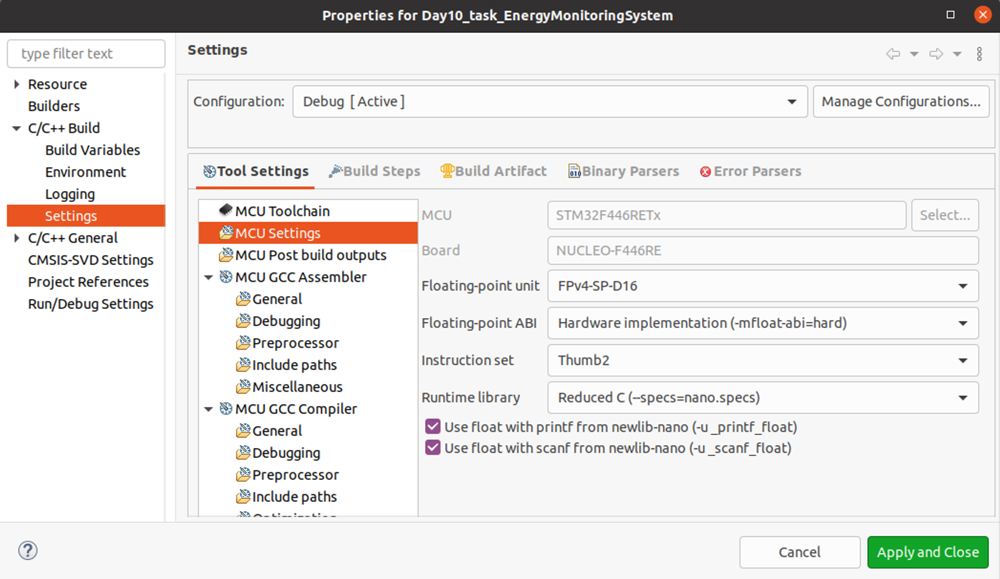 Properties for Day10_task_EnergyMonitoringSystem
type filter text
Resource
Builders
C/C++ Build
Build Variables
Environment
Logging
Settings
C/C++ General
CMSIS-SVD Settings
Project References
Run/Debug Settings
Settings
Configuration: Debug [ Active ] Manage Configurations...
Tool Settings Build Steps Build Artifact Binary Parsers Error Parsers
MCU Toolchain
MCU Settings
MCU Post build outputs
MCU GCC Assembler
General
Debugging
Preprocessor
Include paths
Miscellaneous
MCU GCC Compiler
General
Debugging
Preprocessor
Include paths
Optimization
MCU STM32F446RETx Select...
Board NUCLEO-F446RE
Floating-point unit FPv4-SP-D16
Floating-point ABI Hardware implementation (-mfloat-abi=hard)
Instruction set Thumb2
Runtime library Reduced C (--specs=nano.specs)
Use float with printf from newlib-nano (-u _printf_float)
Use float with scanf from newlib-nano (-u _scanf_float)
Cancel Apply and Close